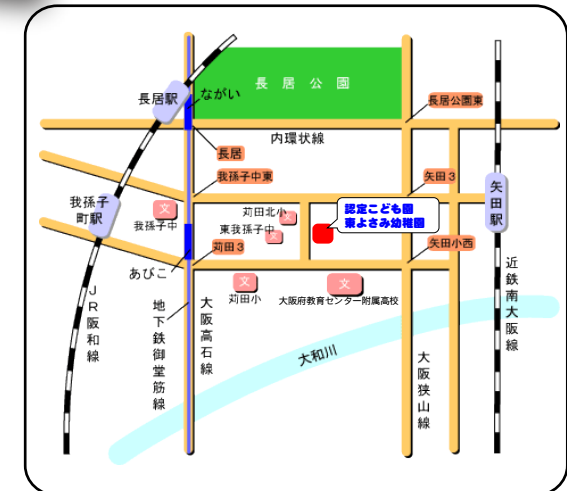 長居公園
長居駅
ながい
長居公園東
内環状線
長居
我孫子中東
矢田3
我孫子
町駅
文
我孫子中
苅田北小
文
東我孫子中
文
認定こども園
東よさみ幼稚園
矢田駅
苅田3
矢田小西
あびこ
文
苅田小
文
大阪府教育センター附属高校
近鉄南大阪線
JR阪和線
地下鉄御堂筋線
大阪高石線
大和川
大阪狭山線